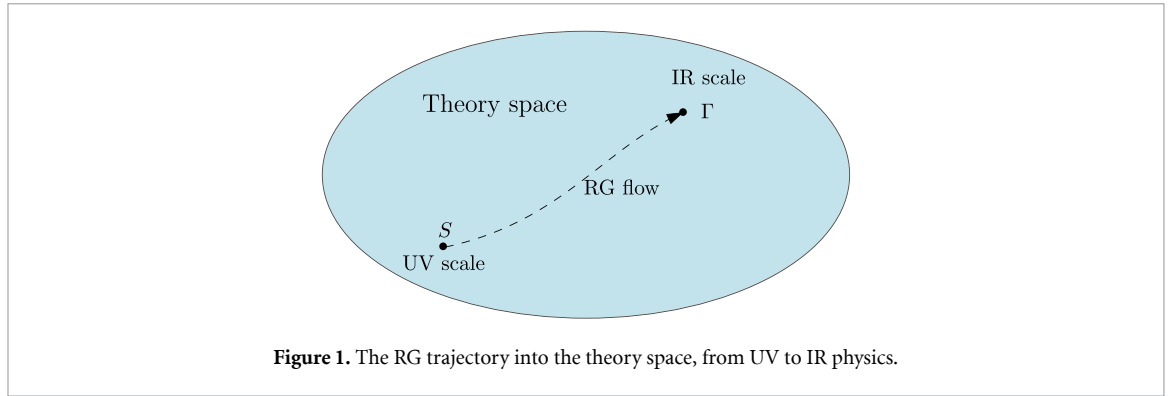 IR scale
Theory space
Γ
RG flow
S
UV scale
Figure 1. The RG trajectory into the theory space, from UV to IR physics.